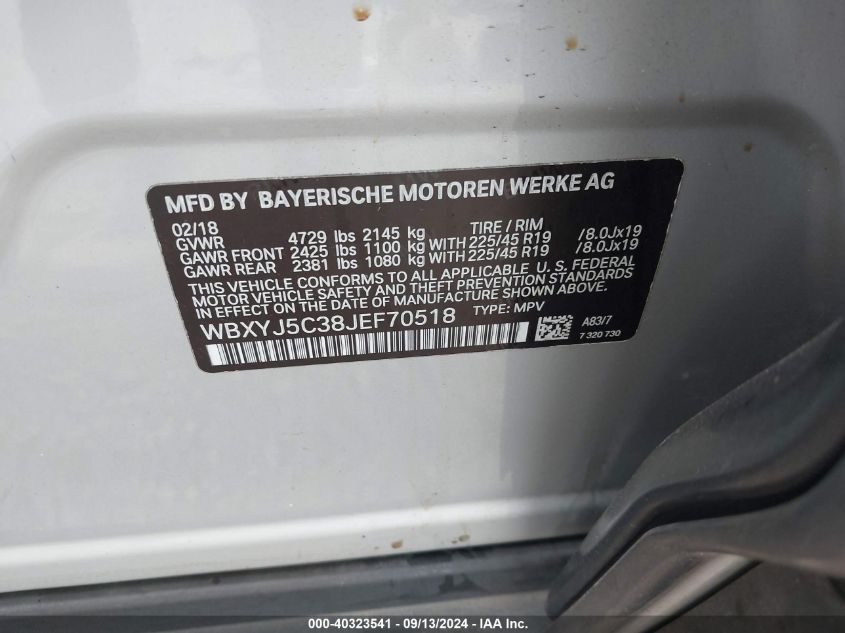 MFD BY BAYERISCHE MOTOREN WERKE AG
02/18
GVWR 4729 lbs 2145 kg TIRE / RIM
GAWR FRONT 2425 lbs 1100 kg WITH 225/45 R19 /8.0Jx19
GAWR REAR 2381 lbs 1080 kg WITH 225/45 R19 /8.0Jx19
THIS VEHICLE CONFORMS TO ALL APPLICABLE U. S. FEDERAL
MOTOR VEHICLE SAFETY AND THEFT PREVENTION STANDARDS
IN EFFECT ON THE DATE OF MANUFACTURE SHOWN ABOVE.
WBXYJ5C38JEF70518 TYPE: MPV
A83/7
7 320 730
000-40323541 - 09/13/2024 - IAA Inc.